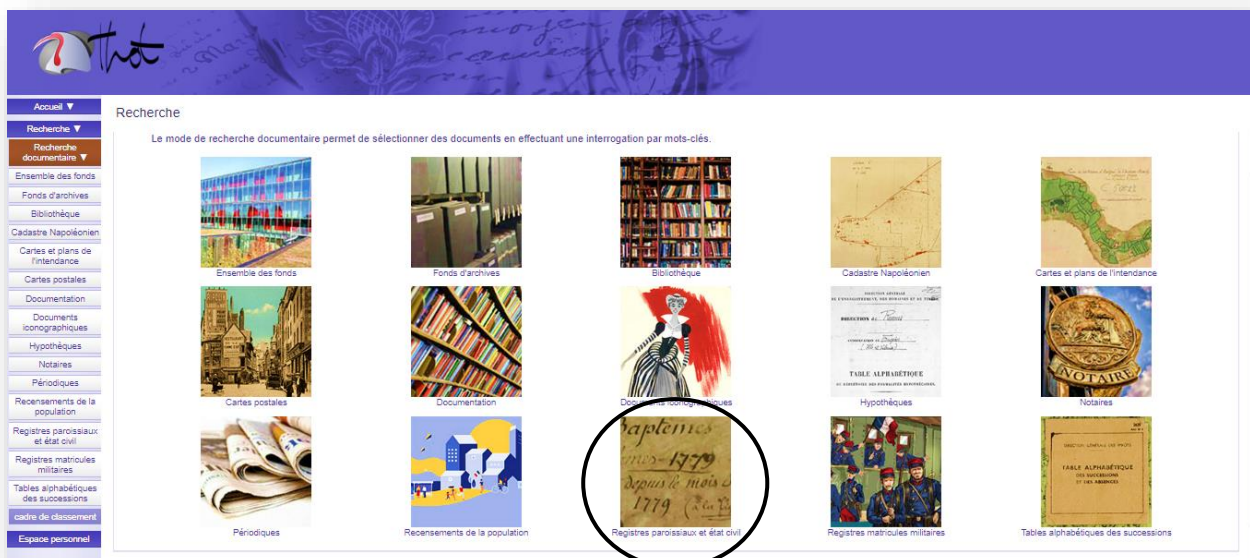 Thot
Accueil ▼
Recherche ▼
Recherche
documentaire ▼
Ensemble des fonds
Fonds d'archives
Bibliothèque
Cadastre Napoléonien
Cartes et plans de
l'intendance
Cartes postales
Documentation
Documents
iconographiques
Hypothèques
Notaires
Périodiques
Recensements de la
population
Registres paroissiaux
et état civil
Registres matricules
militaires
Tables alphabétiques
des successions
cadre de classement
Espace personnel
Recherche
Le mode de recherche documentaire permet de sélectionner des documents en effectuant une interrogation par mots-clés.
Ensemble des fonds
Fonds d'archives
Bibliothèque
Cadastre Napoléonien
Cartes et plans de l'intendance
Cartes postales
Documentation
Documents iconographiques
DIRECTION de
TABLE ALPHABÉTIQUE
Hypothèques
NOTAIRE
Notaires
Périodiques
Recensements de la population
Baptemes
1779
depuis le mois
1779
Registres paroissiaux et état civil
Registres matricules militaires
TABLE ALPHABÉTIQUE
DES SUCCESSIONS
ET DES ABSENCES
Tables alphabétiques des successions